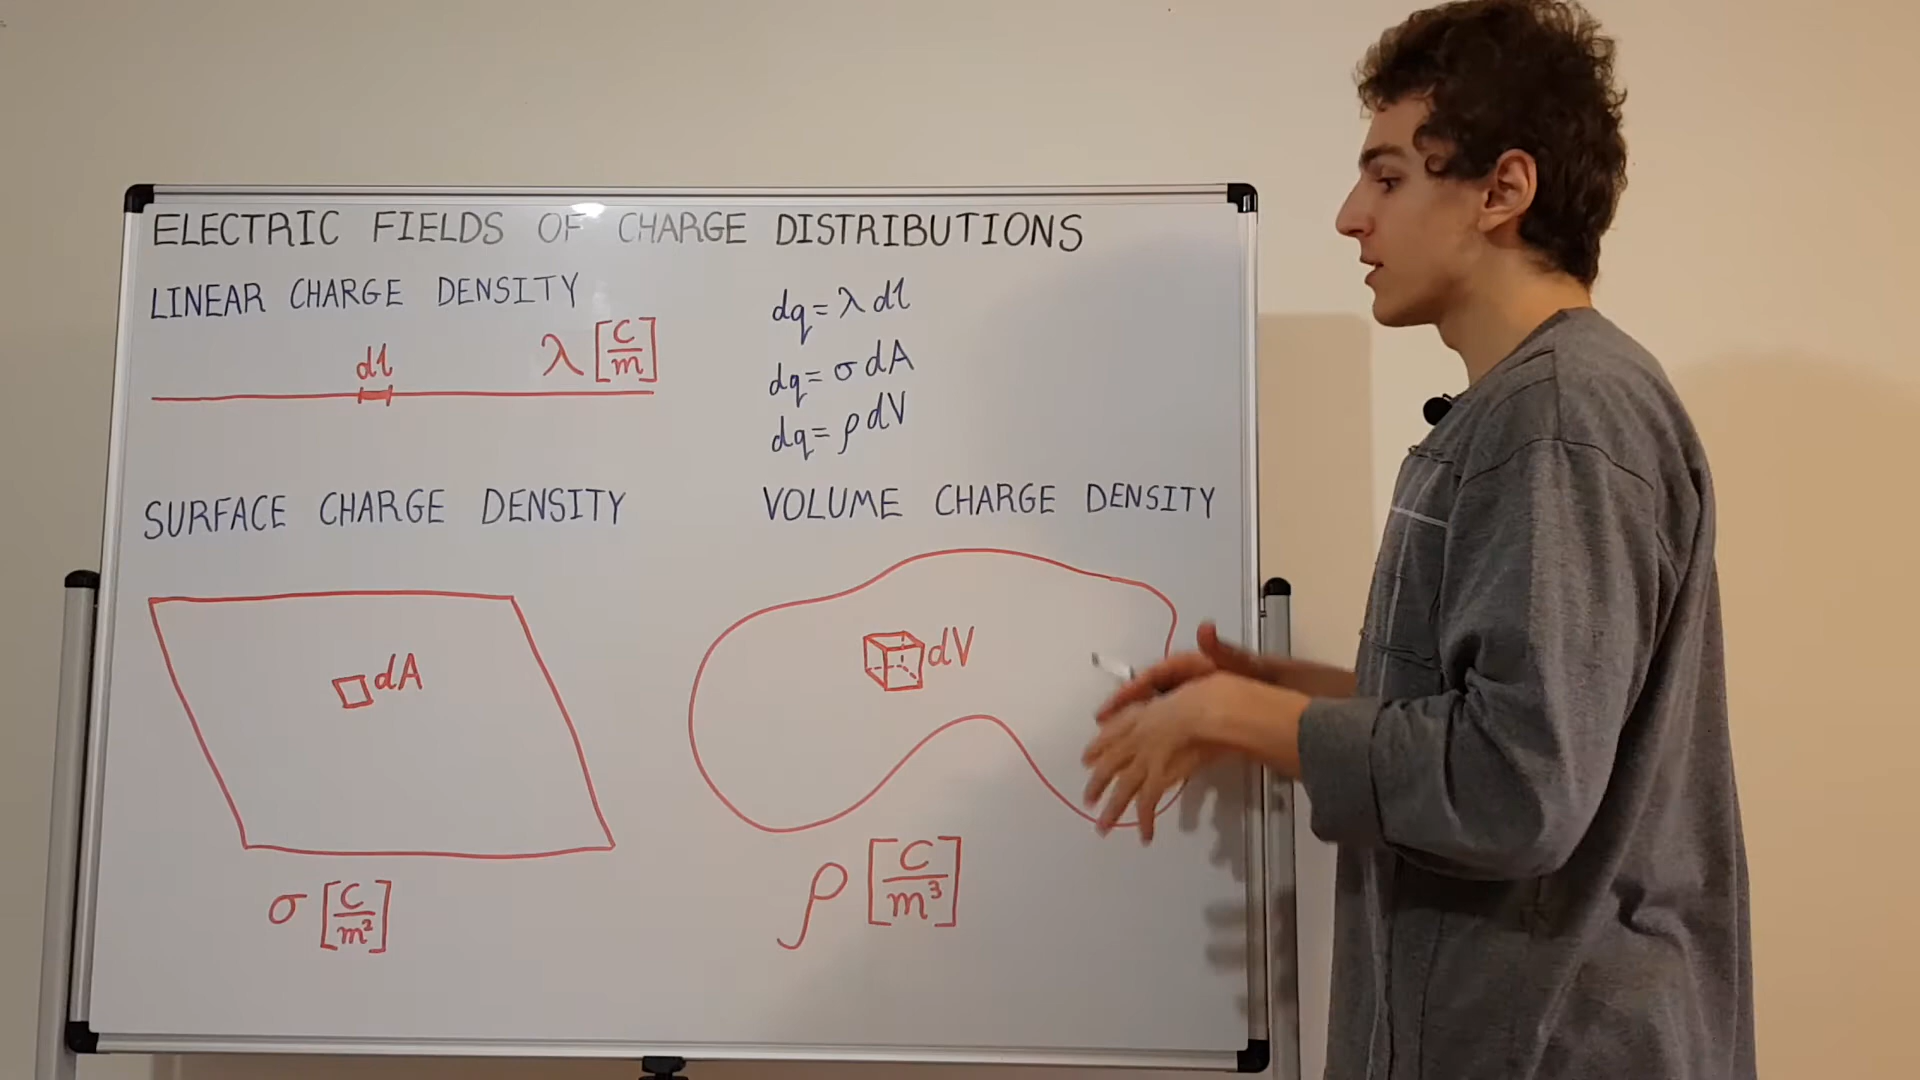 ELECTRIC FIELDS OF CHARGE DISTRIBUTIONS
LINEAR CHARGE DENSITY
dl
λ [C/m]
dq = λ dl
dq = σ dA
dq = ρ dV
SURFACE CHARGE DENSITY
dA
σ [C/m²]
VOLUME CHARGE DENSITY
dV
ρ [C/m³]